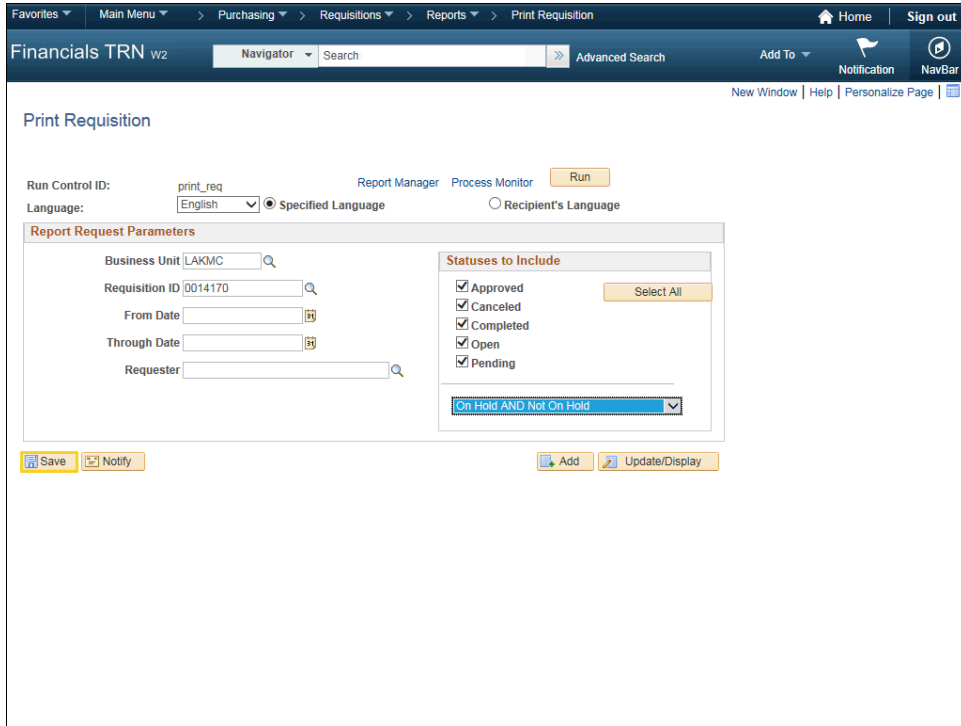 Favorites Main Menu > Purchasing > Requisitions > Reports > Print Requisition Home Sign out
Financials TRN W2 Navigator Search >> Advanced Search Add To Notification NavBar
New Window | Help | Personalize Page |
Print Requisition
Run Control ID: print_req Report Manager Process Monitor Run
Language: English Specified Language Recipient's Language
Report Request Parameters
Business Unit LAKMC
Requisition ID 0014170
From Date 31
Through Date 31
Requester
Statuses to Include
Approved Select All
Canceled
Completed
Open
Pending
On Hold AND Not On Hold
Save Notify Add Update/Display